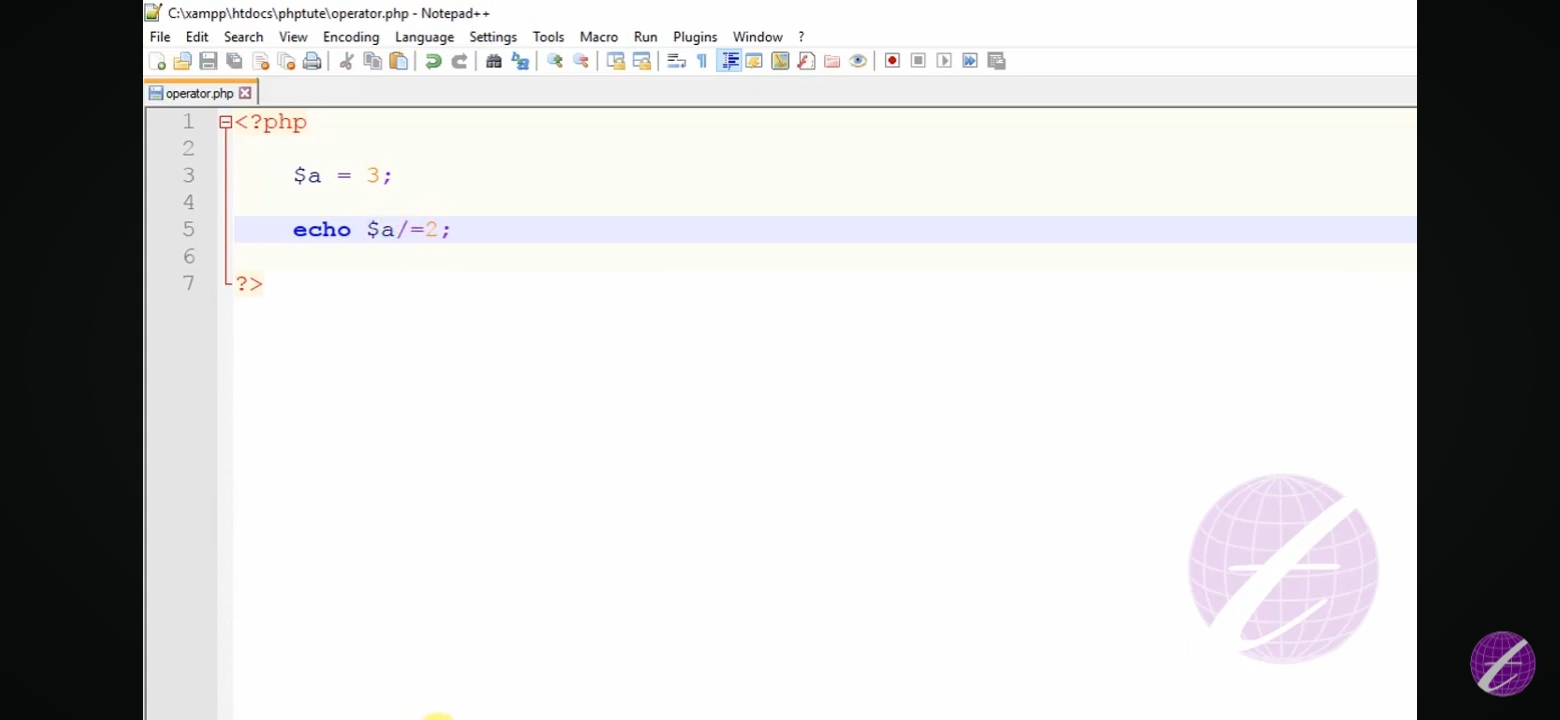 C:\xampp\htdocs\phptute\operator.php - Notepad++
File Edit Search View Encoding Language Settings Tools Macro Run Plugins Window ?
operator.php
1 <?php
2
3 $a = 3;
4
5 echo $a/=2;
6
7 ?>